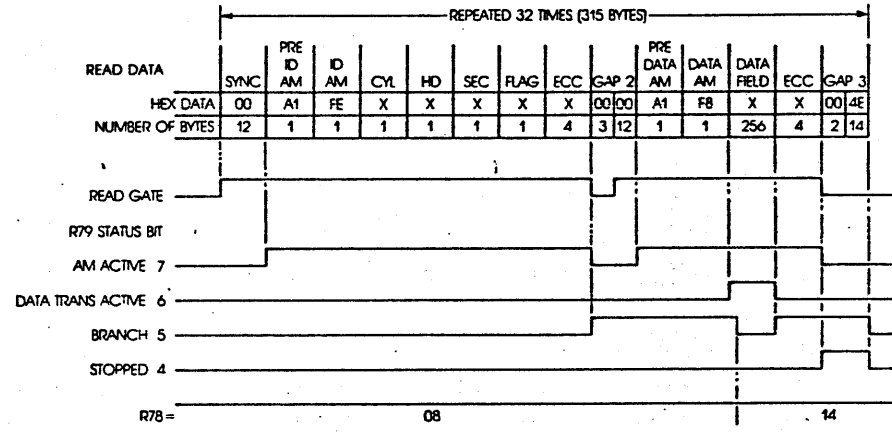 REPEATED 32 TIMES (315 BYTES)
PRE PRE
ID ID DATA DATA DATA
READ DATA SYNC AM AM CYL HD SEC FLAG ECC GAP 2 AM AM FIELD ECC GAP 3
HEX DATA 00 A1 FE X X X X X 00 00 A1 F8 X X 00 4E
NUMBER OF BYTES 12 1 1 1 1 1 1 4 3 12 1 1 256 4 2 14
READ GATE
R79 STATUS BIT
AM ACTIVE 7
DATA TRANS ACTIVE 6
BRANCH 5
STOPPED 4
R78= 08 14